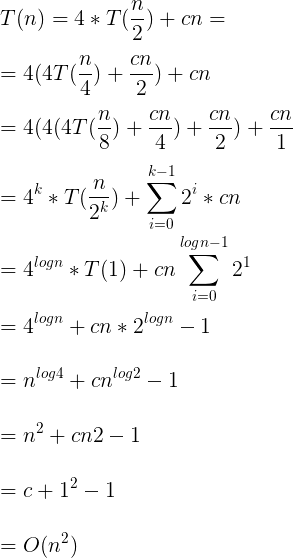 T(n) = 4 * T(\frac{n}{2}) + cn =
= 4(4T(\frac{n}{4}) + \frac{cn}{2}) + cn
= 4(4(4T(\frac{n}{8}) + \frac{cn}{4}) + \frac{cn}{2}) + \frac{cn}{1}
= 4^k * T(\frac{n}{2^k}) + \sum_{i=0}^{k-1} 2^i * cn
= 4^{logn} * T(1) + cn \sum_{i=0}^{logn-1} 2^1
= 4^{logn} + cn * 2^{logn} - 1
= n^{log4} + cn^{log2} - 1
= n^2 + cn2 - 1
= c + 1^2 - 1
= O(n^2)